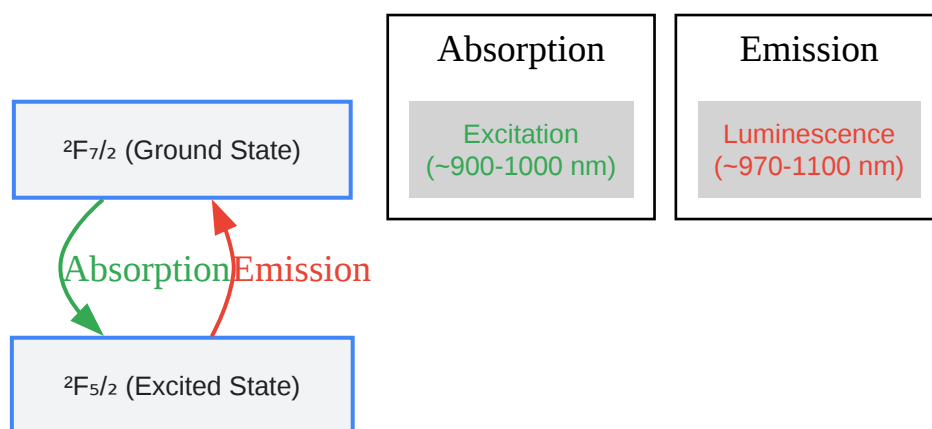 Absorption
Emission
Excitation
(~900-1000 nm)
Luminescence
(~970-1100 nm)
²F₇/₂ (Ground State)
Absorption
Emission
²F₅/₂ (Excited State)